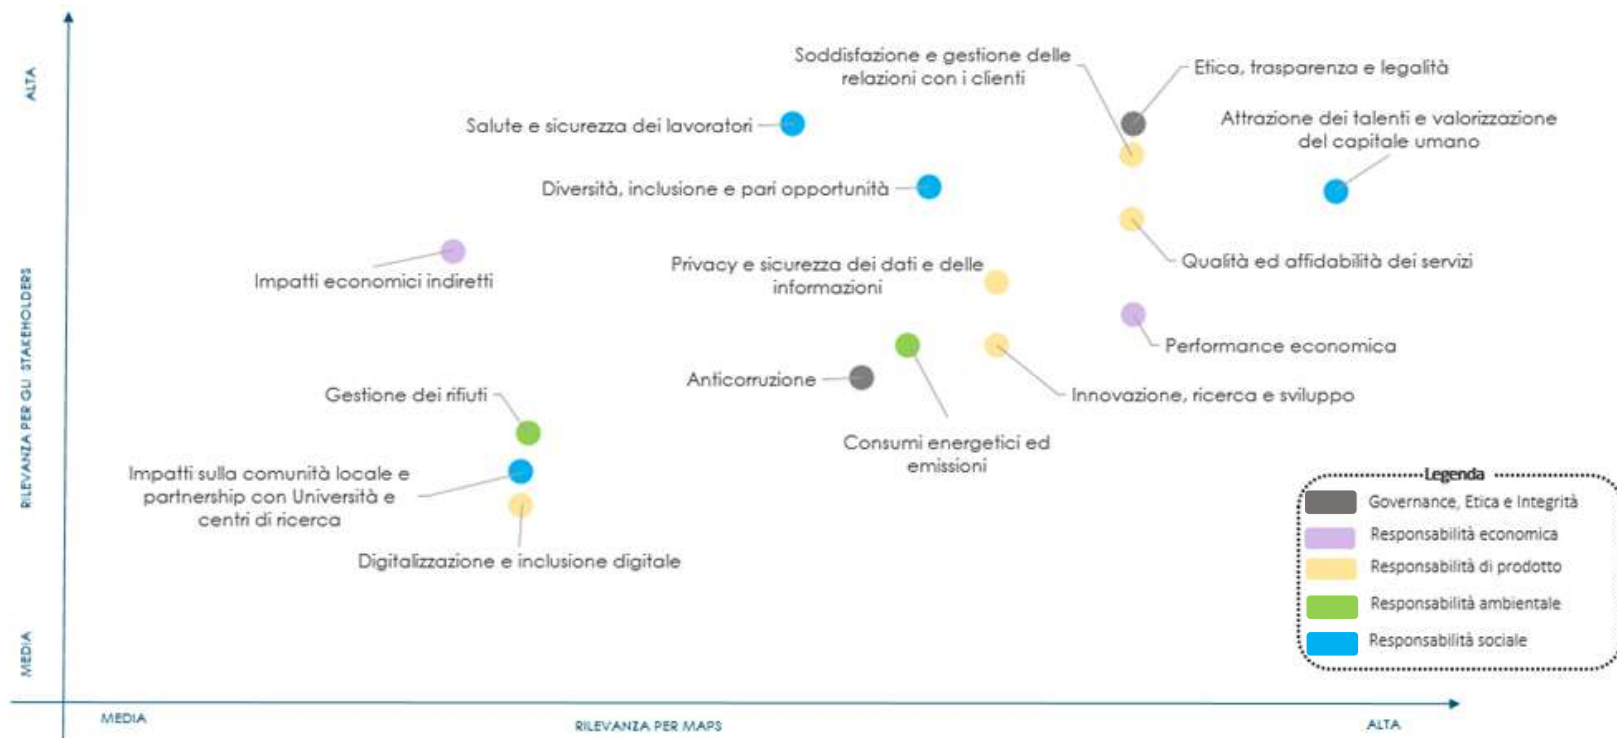 ALTA
RILEVANZA PER GLI STAKEHOLDERS
MEDIA
Soddisfazione e gestione delle
relazioni con i clienti
Etica, trasparenza e legalità
Salute e sicurezza dei lavoratori
Attrazione dei talenti e valorizzazione
del capitale umano
Diversità, inclusione e pari opportunità
Impatti economici indiretti
Privacy e sicurezza dei dati e delle
informazioni
Qualità ed affidabilità dei servizi
Performance economica
Anticorruzione
Innovazione, ricerca e sviluppo
Gestione dei rifiuti
Consumi energetici ed
emissioni
Impatti sulla comunità locale e
partnership con Università e
centri di ricerca
Digitalizzazione e inclusione digitale
Legenda
Governance, Etica e Integrità
Responsabilità economica
Responsabilità di prodotto
Responsabilità ambientale
Responsabilità sociale
MEDIA
RILEVANZA PER MAPS
ALTA